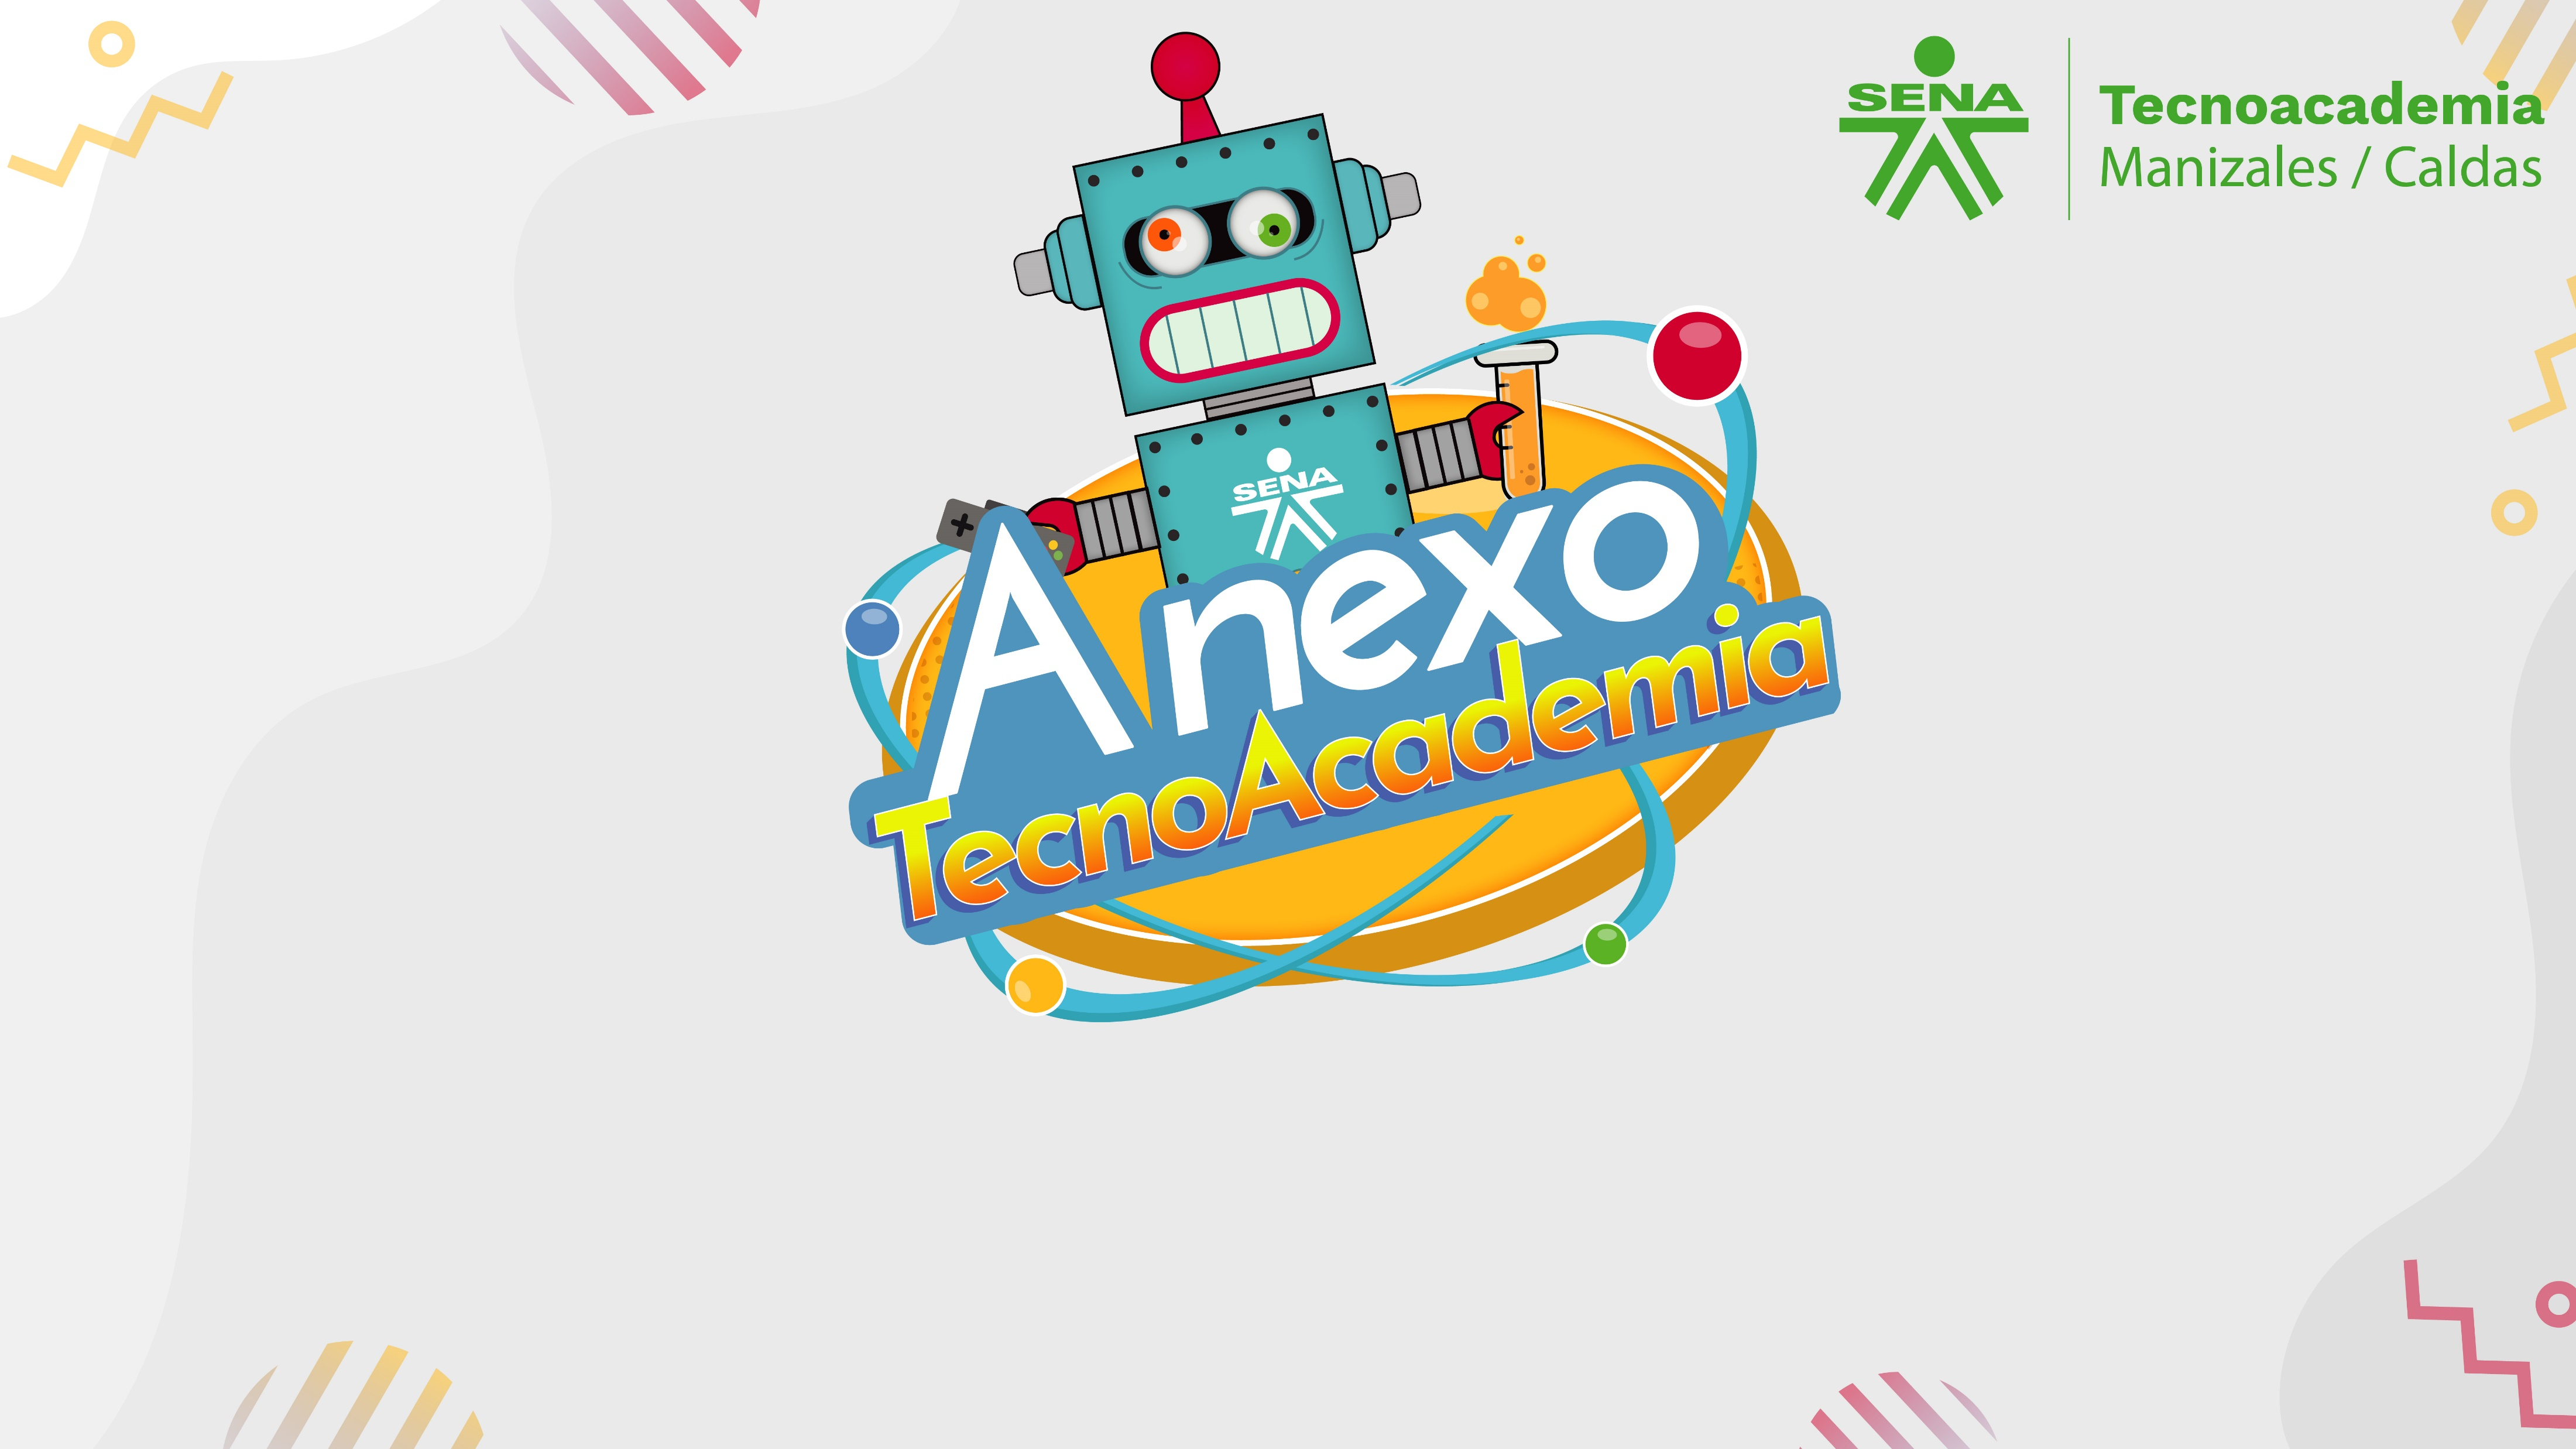 SENA
Tecnoacademia
Manizales / Caldas
SENA
Anexo
TecnoAcademia